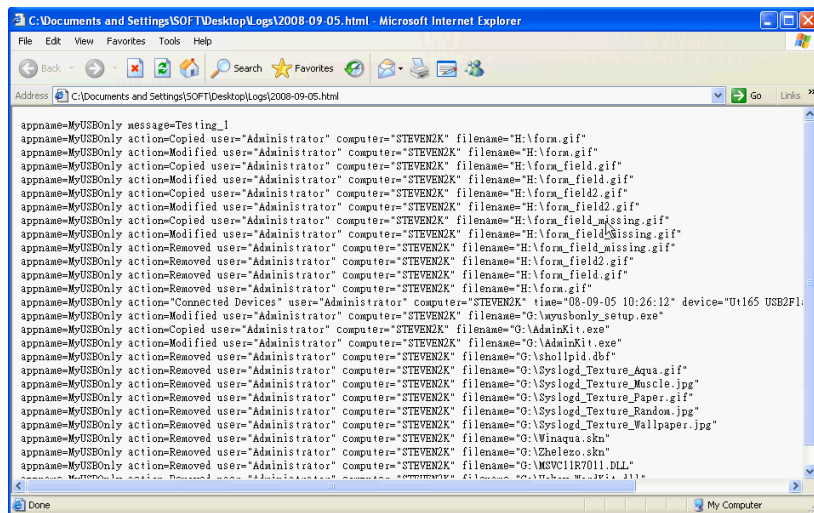 C:\Documents and Settings\SOFT\Desktop\Logs\2008-09-05.html - Microsoft Internet Explorer
File Edit View Favorites Tools Help
Back Search Favorites
Address C:\Documents and Settings\SOFT\Desktop\Logs\2008-09-05.html Go Links »
appname=MyUSBOnly message=Testing_1
appname=MyUSBOnly action=Copied user="Administrator" computer="STEVEN2K" filename="H:\form.gif"
appname=MyUSBOnly action=Modified user="Administrator" computer="STEVEN2K" filename="H:\form.gif"
appname=MyUSBOnly action=Copied user="Administrator" computer="STEVEN2K" filename="H:\form_field.gif"
appname=MyUSBOnly action=Modified user="Administrator" computer="STEVEN2K" filename="H:\form_field.gif"
appname=MyUSBOnly action=Copied user="Administrator" computer="STEVEN2K" filename="H:\form_field2.gif"
appname=MyUSBOnly action=Modified user="Administrator" computer="STEVEN2K" filename="H:\form_field2.gif"
appname=MyUSBOnly action=Copied user="Administrator" computer="STEVEN2K" filename="H:\form_field_missing.gif"
appname=MyUSBOnly action=Modified user="Administrator" computer="STEVEN2K" filename="H:\form_field_missing.gif"
appname=MyUSBOnly action=Removed user="Administrator" computer="STEVEN2K" filename="H:\form_field_missing.gif"
appname=MyUSBOnly action=Removed user="Administrator" computer="STEVEN2K" filename="H:\form_field2.gif"
appname=MyUSBOnly action=Removed user="Administrator" computer="STEVEN2K" filename="H:\form_field.gif"
appname=MyUSBOnly action=Removed user="Administrator" computer="STEVEN2K" filename="H:\form.gif"
appname=MyUSBOnly action="Connected Devices" user="Administrator" computer="STEVEN2K" time="08-09-05 10:26:12" device="Ut165
appname=MyUSBOnly action=Modified user="Administrator" computer="STEVEN2K" filename="G:\myusbonly_setup.exe"
appname=MyUSBOnly action=Copied user="Administrator" computer="STEVEN2K" filename="G:\AdminKit.exe"
appname=MyUSBOnly action=Modified user="Administrator" computer="STEVEN2K" filename="G:\AdminKit.exe"
appname=MyUSBOnly action=Removed user="Administrator" computer="STEVEN2K" filename="G:\shollpid.dbf"
appname=MyUSBOnly action=Removed user="Administrator" computer="STEVEN2K" filename="G:\Syslogd_Texture_Aqua.gif"
appname=MyUSBOnly action=Removed user="Administrator" computer="STEVEN2K" filename="G:\Syslogd_Texture_Muscle.jpg"
appname=MyUSBOnly action=Removed user="Administrator" computer="STEVEN2K" filename="G:\Syslogd_Texture_Paper.gif"
appname=MyUSBOnly action=Removed user="Administrator" computer="STEVEN2K" filename="G:\Syslogd_Texture_Random.jpg"
appname=MyUSBOnly action=Removed user="Administrator" computer="STEVEN2K" filename="G:\Syslogd_Texture_Wallpaper.jpg"
appname=MyUSBOnly action=Removed user="Administrator" computer="STEVEN2K" filename="G:\Winaqua.skn"
appname=MyUSBOnly action=Removed user="Administrator" computer="STEVEN2K" filename="G:\Zhelezo.skn"
appname=MyUSBOnly action=Removed user="Administrator" computer="STEVEN2K" filename="G:\MSVC11R7011.DLL"
Done My Computer